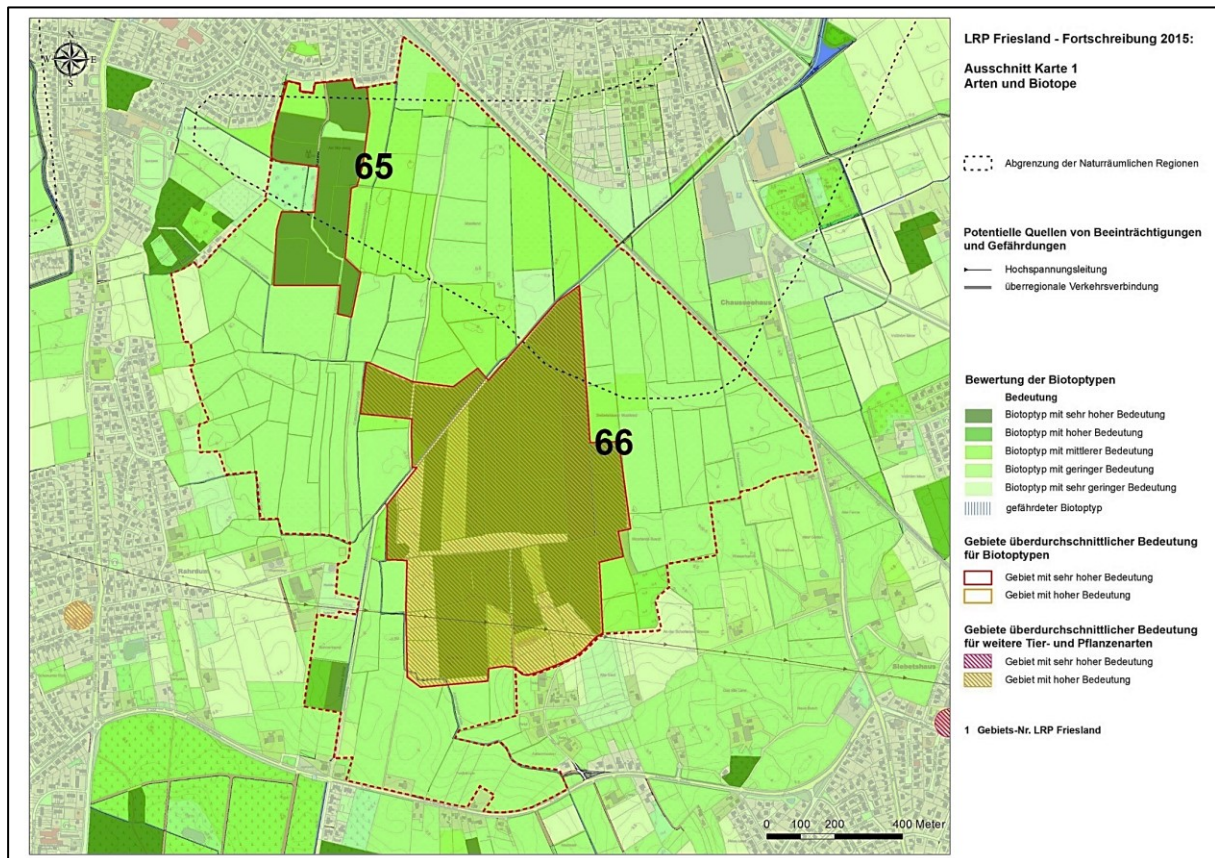 N
W
E
S
65
66
Chausseehaus
Rahrdum
Siebetshaus
0 100 200 400 Meter
LRP Friesland - Fortschreibung 2015:
Ausschnitt Karte 1
Arten und Biotope
Abgrenzung der Naturräumlichen Regionen
Potentielle Quellen von Beeinträchtigungen
und Gefährdungen
Hochspannungsleitung
überregionale Verkehrsverbindung
Bewertung der Biotoptypen
Bedeutung
Biotoptyp mit sehr hoher Bedeutung
Biotoptyp mit hoher Bedeutung
Biotoptyp mit mittlerer Bedeutung
Biotoptyp mit geringer Bedeutung
Biotoptyp mit sehr geringer Bedeutung
gefährdeter Biotoptyp
Gebiete überdurchschnittlicher Bedeutung
für Biotoptypen
Gebiet mit sehr hoher Bedeutung
Gebiet mit hoher Bedeutung
Gebiete überdurchschnittlicher Bedeutung
für weitere Tier- und Pflanzenarten
Gebiet mit sehr hoher Bedeutung
Gebiet mit hoher Bedeutung
1 Gebiets-Nr. LRP Friesland